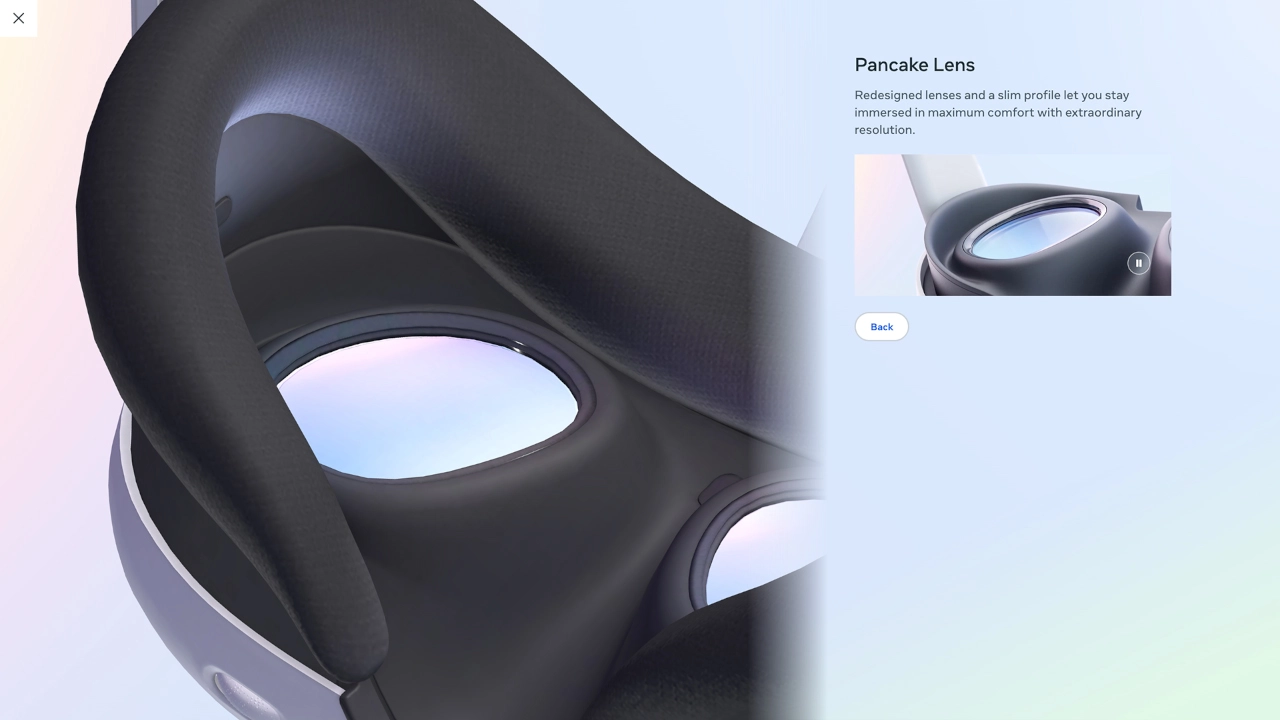 Pancake Lens
Redesigned lenses and a slim profile let you stay
immersed in maximum comfort with extraordinary
resolution.
Back